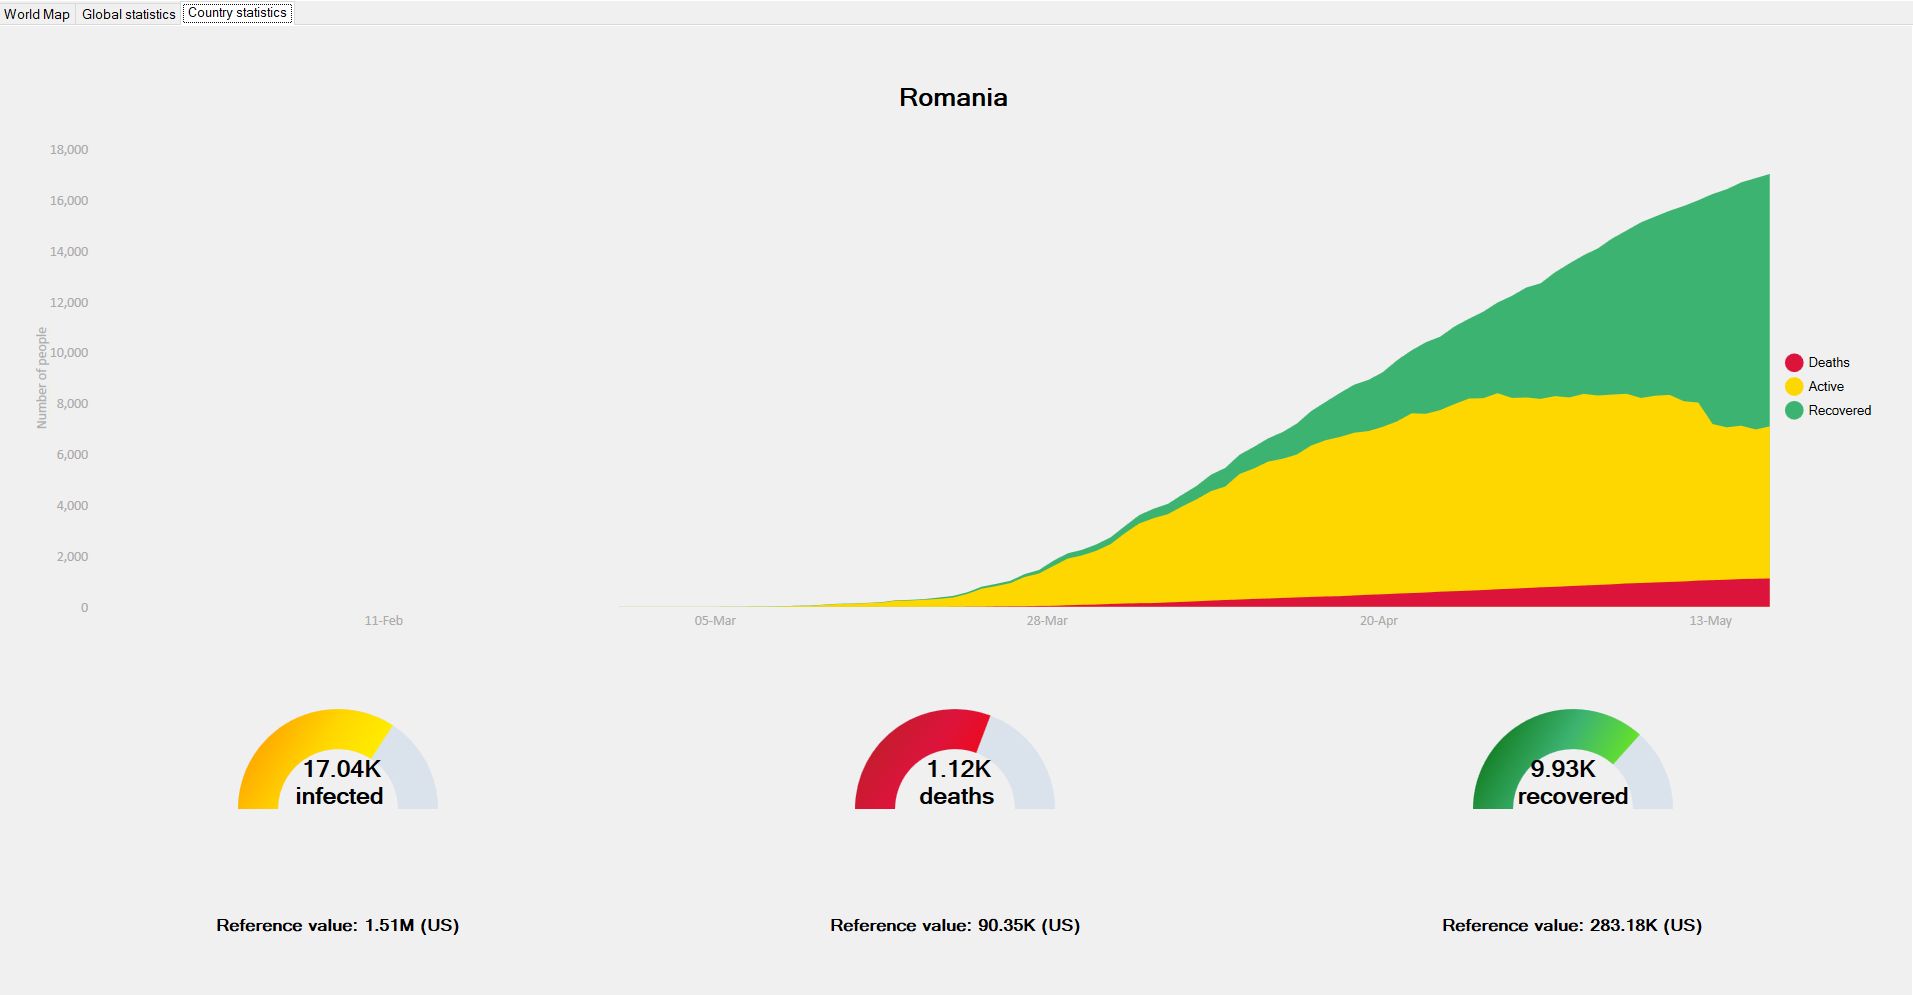 World Map Global statistics Country statistics
Romania
18,000
16,000
14,000
12,000
10,000
8,000
6,000
4,000
2,000
0
Number of people
11-Feb 05-Mar 28-Mar 20-Apr 13-May
Deaths
Active
Recovered
17.04K
infected
1.12K
deaths
9.93K
recovered
Reference value: 1.51M (US)
Reference value: 90.35K (US)
Reference value: 283.18K (US)